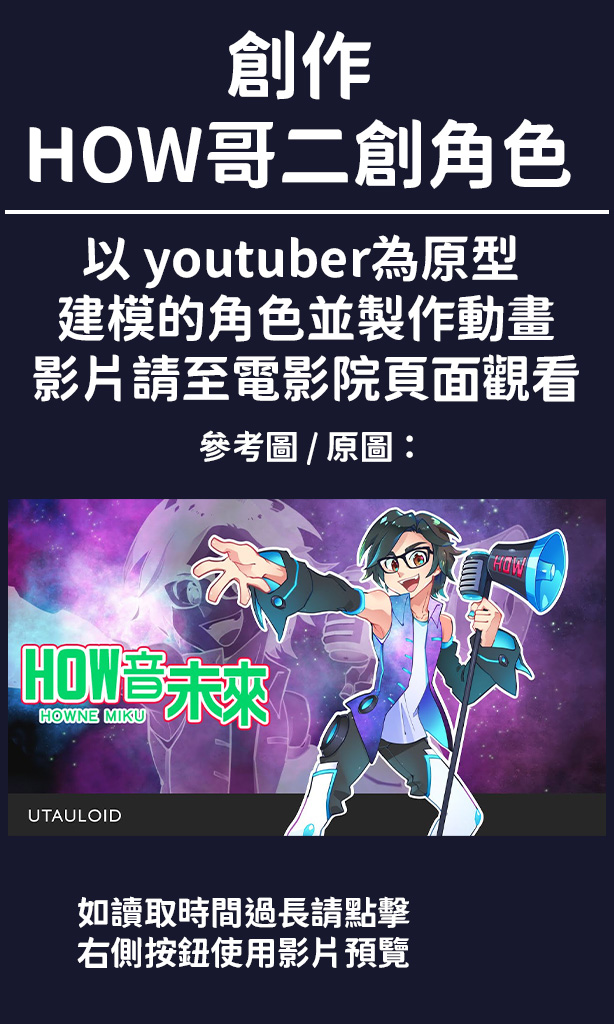 創作
HOW哥二創角色
以 youtuber為原型
建模的角色並製作動畫
影片請至電影院頁面觀看
參考圖 / 原圖：
HOW
HOW音未來
HOWNE MIKU
UTAULOID
如讀取時間過長請點擊
右側按鈕使用影片預覽